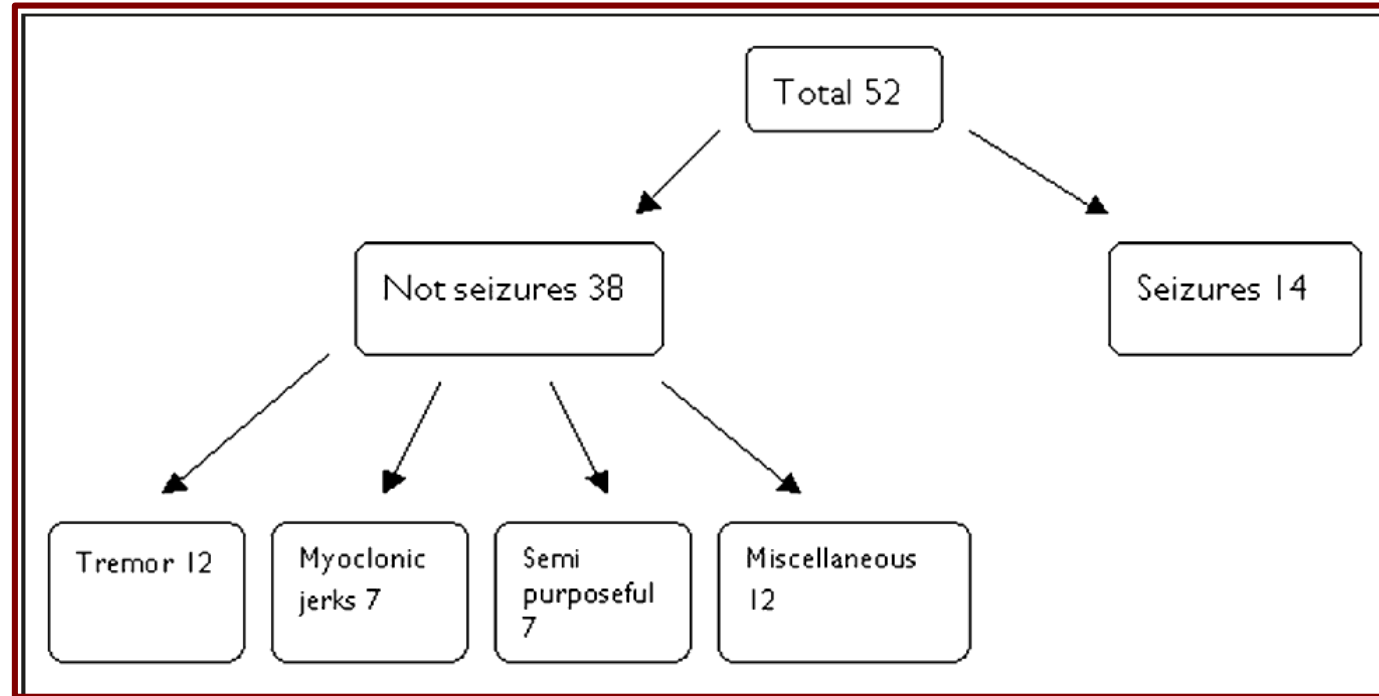 Total 52
Not seizures 38
Seizures 14
Tremor 12
Myoclonic
jerks 7
Semi
purposeful
7
Miscellaneous
12